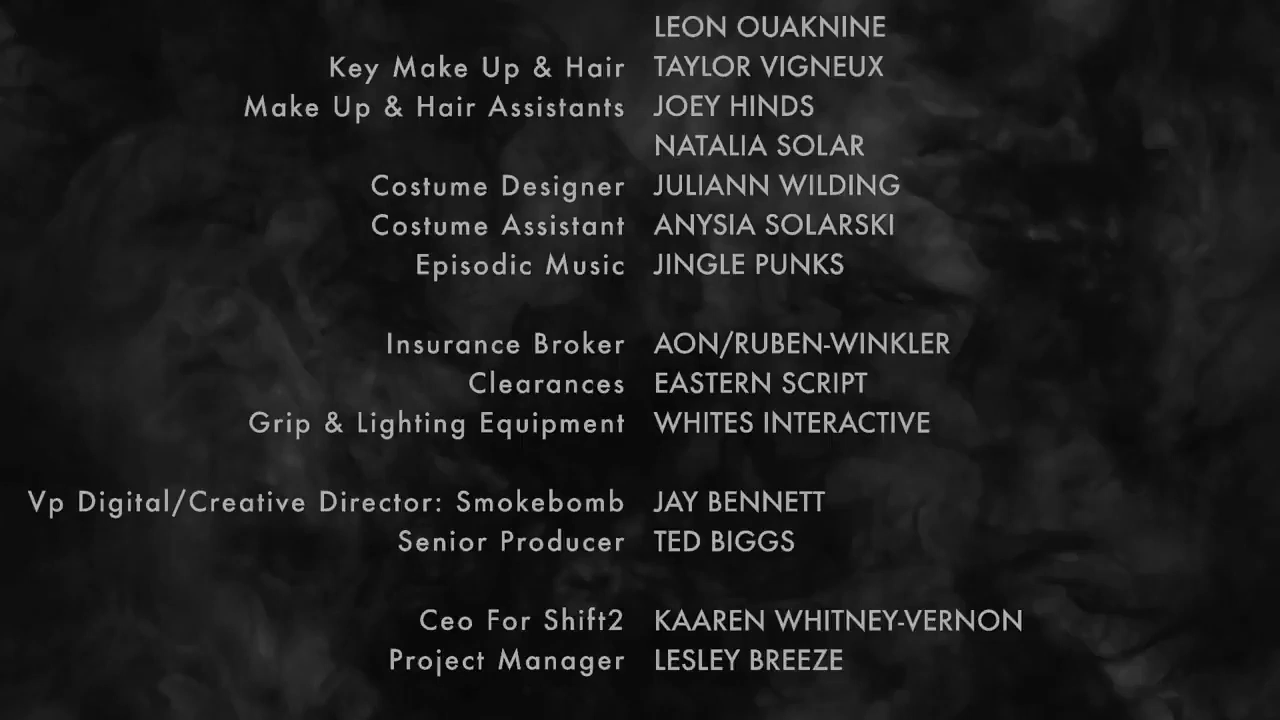 LEON OUAKNINE
Key Make Up & Hair TAYLOR VIGNEUX
Make Up & Hair Assistants JOEY HINDS
NATALIA SOLAR
Costume Designer JULIANN WILDING
Costume Assistant ANYSIA SOLARSKI
Episodic Music JINGLE PUNKS
Insurance Broker AON/RUBEN-WINKLER
Clearances EASTERN SCRIPT
Grip & Lighting Equipment WHITES INTERACTIVE
Vp Digital/Creative Director: Smokebomb JAY BENNETT
Senior Producer TED BIGGS
Ceo For Shift2 KAAREN WHITNEY-VERNON
Project Manager LESLEY BREEZE